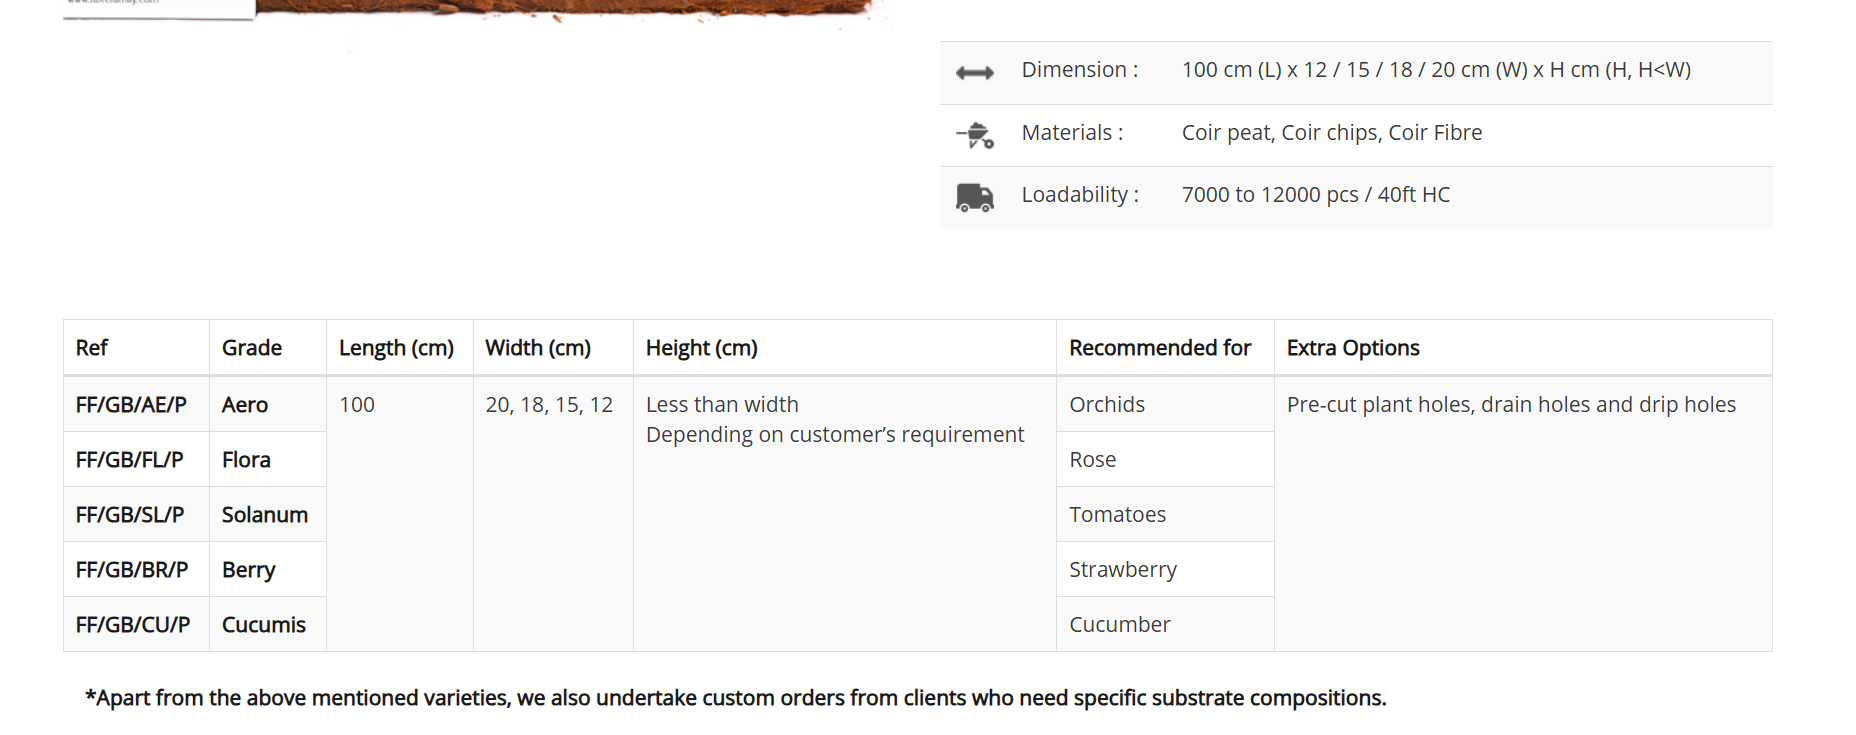 Dimension : 100 cm (L) x 12 / 15 / 18 / 20 cm (W) x H cm (H, H<W)
Materials : Coir peat, Coir chips, Coir Fibre
Loadability : 7000 to 12000 pcs / 40ft HC
Ref Grade Length (cm) Width (cm) Height (cm) Recommended for Extra Options
FF/GB/AE/P Aero 100 20, 18, 15, 12 Less than width Orchids Pre-cut plant holes, drain holes and drip holes
Depending on customer’s requirement
FF/GB/FL/P Flora Rose
FF/GB/SL/P Solanum Tomatoes
FF/GB/BR/P Berry Strawberry
FF/GB/CU/P Cucumis Cucumber
*Apart from the above mentioned varieties, we also undertake custom orders from clients who need specific substrate compositions.